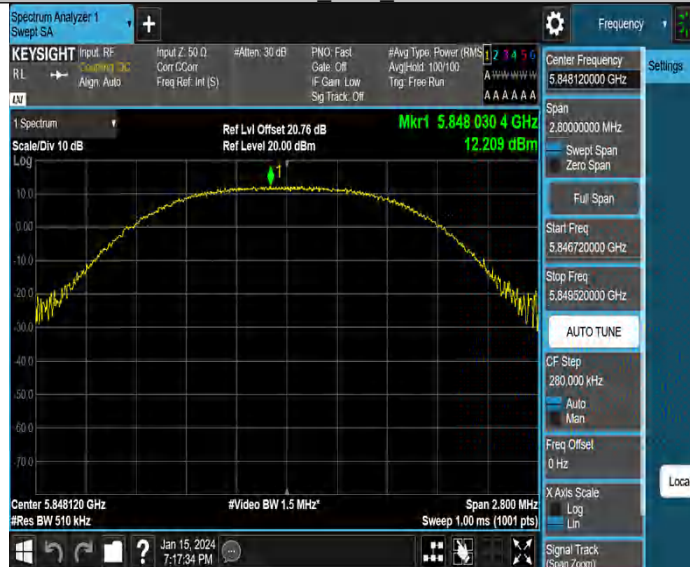 Spectrum Analyzer 1
Swept SA
+
Frequency
KEYSIGHT
RL
LXI
Input: RF
Coupling: DC
Align: Auto
Input Z: 50 Ω
Corr CCorr
Freq Ref: Int (S)
#Atten: 30 dB
PNO: Fast
Gate: Off
IF Gain: Low
Sig Track: Off
#Avg Type: Power (RMS
Avg|Hold: 100/100
Trig: Free Run
1 2 3 4 5 6
A W W W W W
A A A A A A
1 Spectrum
Scale/Div 10 dB
Ref Lvl Offset 20.76 dB
Ref Level 20.00 dBm
Mkr1 5.848 030 4 GHz
12.209 dBm
Log
1
10.0
0.00
-10.0
-20.0
-30.0
-40.0
-50.0
-60.0
-70.0
Center 5.848120 GHz
#Res BW 510 kHz
#Video BW 1.5 MHz*
Span 2.800 MHz
Sweep 1.00 ms (1001 pts)
Center Frequency
5.848120000 GHz
Settings
Span
2.80000000 MHz
Swept Span
Zero Span
Full Span
Start Freq
5.846720000 GHz
Stop Freq
5.849520000 GHz
AUTO TUNE
CF Step
280.000 kHz
Auto
Man
Freq Offset
0 Hz
X Axis Scale
Log
Lin
Loca
Signal Track
(Span Zoom)
?
Jan 15, 2024
7:17:34 PM